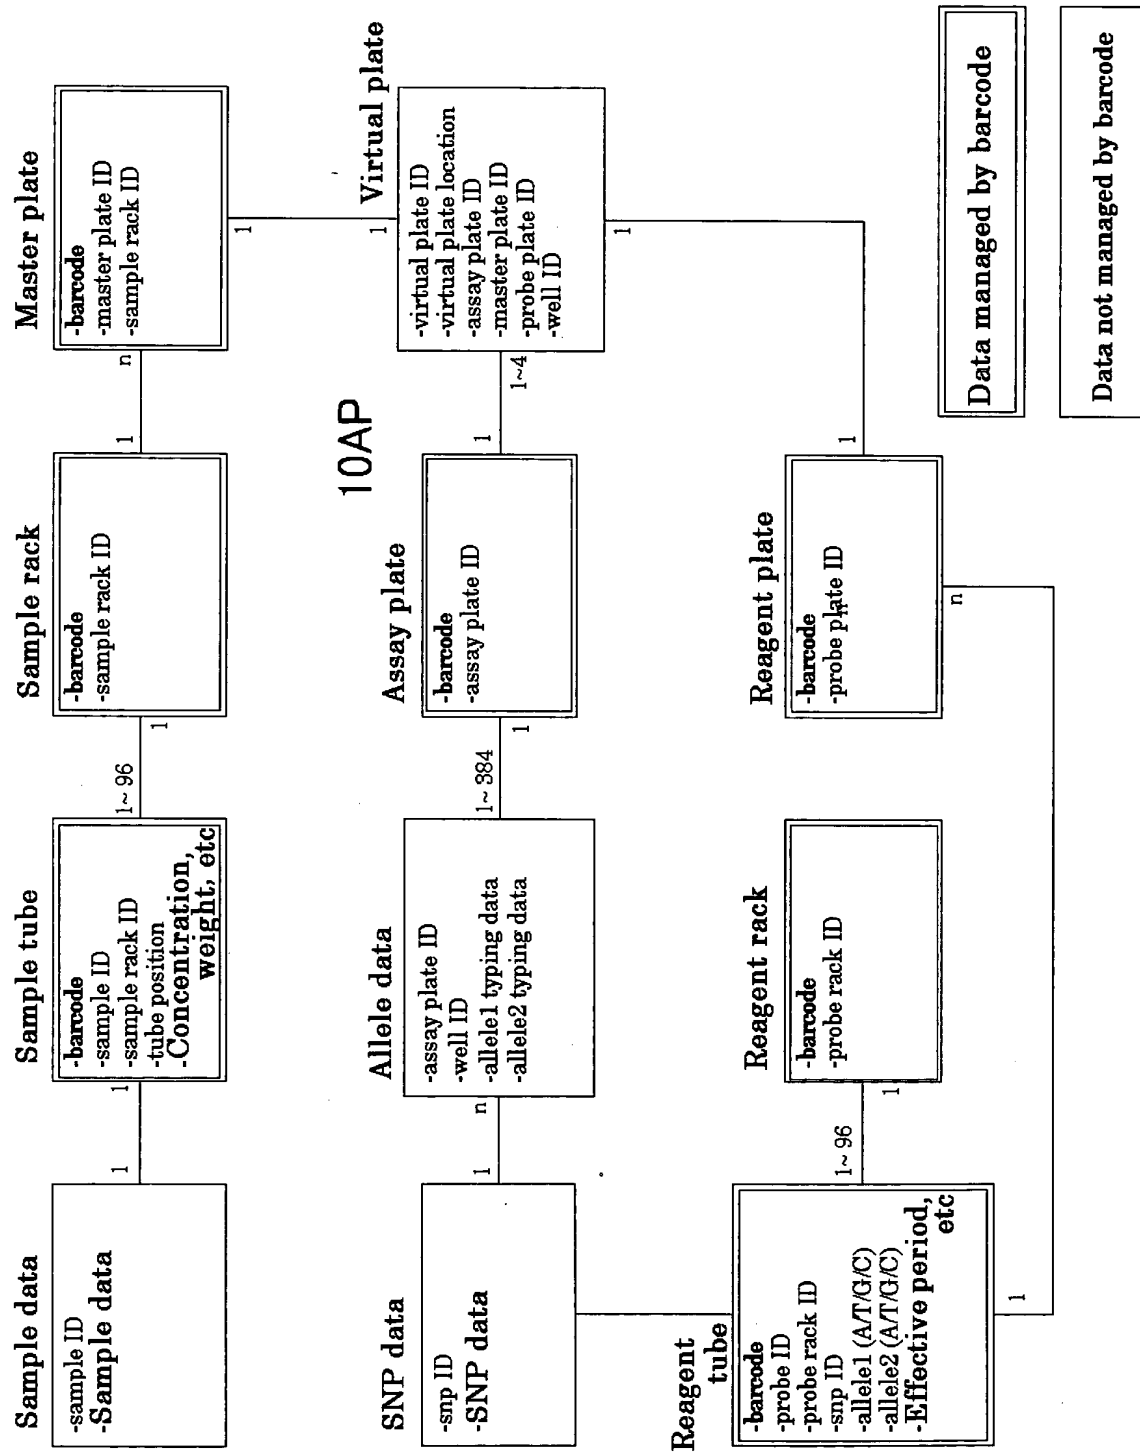 Sample data
-sample ID
-Sample data
1
1
Sample tube
-barcode
-sample ID
-sample rack ID
-tube position
-Concentration,
weight, etc
1~96
1
Sample rack
-barcode
-sample rack ID
1
n
Master plate
-barcode
-master plate ID
-sample rack ID
1
1
SNP data
-snp ID
-SNP data
1
n
Allele data
-assay plate ID
-well ID
-allele1 typing data
-allele2 typing data
1~384
1
Assay plate
-barcode
-assay plate ID
10AP
1
1~4
Virtual plate
-virtual plate ID
-virtual plate location
-assay plate ID
-master plate ID
-probe plate ID
-well ID
1
Reagent
tube
-barcode
-probe ID
-probe rack ID
-snp ID
-allele1 (A/T/G/C)
-allele2 (A/T/G/C)
-Effective period,
etc
1~96
1
1
Reagent rack
-barcode
-probe rack ID
Reagent plate
-barcode
-probe plate ID
n
1
Data managed by barcode
Data not managed by barcode